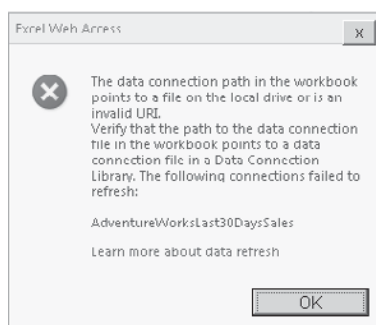 Excel Web Access
X
The data connection path in the workbook
points to a file on the local drive or is an
invalid URI.
Verify that the path to the data connection
file in the workbook points to a data
connection file in a Data Connection
Library. The following connections failed to
refresh:
AdventureWorksLast30DaysSales
Learn more about data refresh
OK